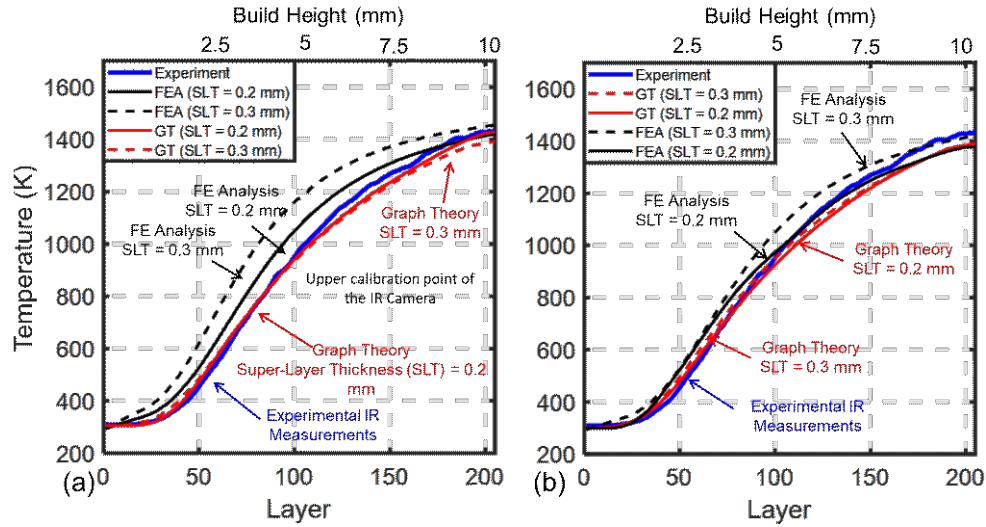 Build Height (mm)
2.5 5 7.5 10
1600
1400
1200
1000
800
600
400
200
Temperature (K)
Experiment
FEA (SLT = 0.2 mm)
FEA (SLT = 0.3 mm)
GT (SLT = 0.2 mm)
GT (SLT = 0.3 mm)
FE Analysis
SLT = 0.2 mm
FE Analysis
SLT = 0.3 mm
Graph Theory
SLT = 0.3 mm
Upper calibration point of
the IR Camera
Graph Theory
Super-Layer Thickness (SLT) = 0.2
mm
Experimental IR
Measurements
0 50 100 150 200
(a)
Layer
Build Height (mm)
2.5 5 7.5 10
1600
1400
1200
1000
800
600
400
200
Experiment
GT (SLT = 0.3 mm)
GT (SLT = 0.2 mm)
FEA (SLT = 0.3 mm)
FEA (SLT = 0.2 mm)
FE Analysis
SLT = 0.3 mm
FE Analysis
SLT = 0.2 mm
Graph Theory
SLT = 0.2 mm
Graph Theory
SLT = 0.3 mm
Experimental IR
Measurements
0 50 100 150 200
(b)
Layer